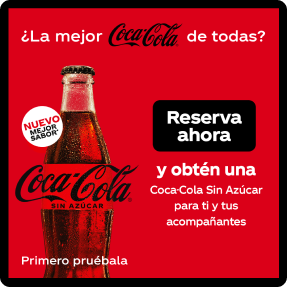 ¿La mejor Coca-Cola de todas?
NUEVO
MEJOR
SABOR*
Coca-Cola
SIN AZÚCAR
Reserva
ahora
y obtén una
Coca-Cola Sin Azúcar
para ti y tus
acompañantes
Primero pruébala